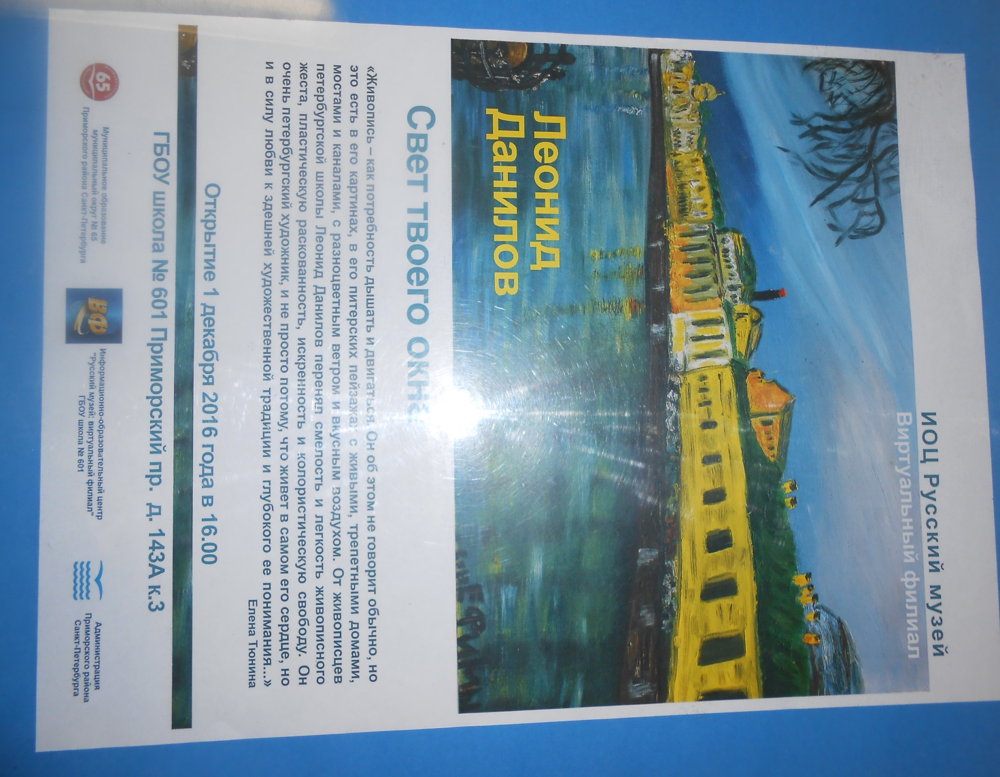 ИОЦ Русский музей
Виртуальный филиал
Леонид
Данилов
Свет твоего окна
«Живопись – как потребность дышать и двигаться. Он об этом не говорит обычно, но
это есть в его картинах, в его питерских пейзажах с живыми, трепетными домами,
мостами и каналами, с разноцветным ветром и вкусным воздухом. От живописцев
петербургской школы Леонид Данилов перенял смелость и легкость живописного
жеста, пластическую раскованность, искренность и колористическую свободу. Он
очень петербургский художник, и не просто потому, что живет в самом его сердце, но
и в силу любви к здешней художественной традиции и глубокого ее понимания...»
Елена Тюнина
Открытие 1 декабря 2016 года в 16.00
ГБОУ школа № 601 Приморский пр. д. 143А к.3
65
Муниципальное образование
муниципальный округ № 65
Приморского района Санкт-Петербурга
ВФ
Информационно-образовательный центр
"Русский музей: виртуальный филиал"
ГБОУ школа № 601
Администрация
Приморского района
Санкт-Петербурга